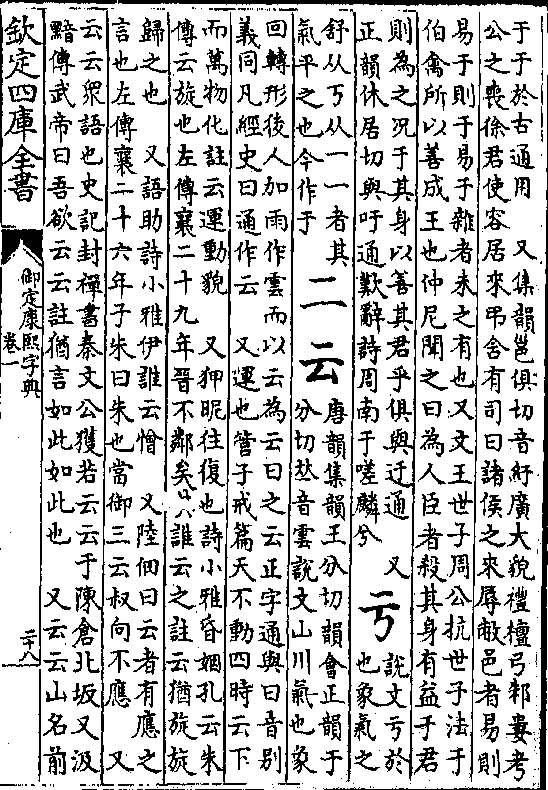 于于於古通用　又集韻邕俱切音紆廣大貌禮檀弓邾婁考
公之喪徐君使容居來弔含有司曰諸侯之來辱敝邑者易則
易于則于易于雜者未之有也又文王世子周公抗世子法于
伯禽所以善成王也仲尼聞之曰為人臣者殺其身有益于君
則為之況于其身以善其君乎俱與迂通　又
正韻休居切與吁通歎辭詩周南于嗟麟兮
亏
說文亏於
也象氣之
舒从丂从一一者其
氣平之也今作于
二云
唐韻集韻王分切韻會正韻于
分切𠀤音雲說文山川氣也象
回轉形後人加雨作雲而以云為云曰之云正字通與曰音別
義同凡經史曰通作云　又運也管子戒篇天不動四時云下
而萬物化註云運動貌　又狎昵往復也詩小雅昏姻孔云朱
傳云旋也左傳襄二十九年晉不鄰矣其誰云之註云猶旋旋
歸之也　又語助詩小雅伊誰云憎　又陸佃曰云者有應之
言也左傳襄二十六年子朱曰朱也當御三云叔向不應　又
云云衆語也史記封禪書秦文公獲若云云于陳倉北坂又汲
黯傳武帝曰吾欲云云註猶言如此如此也　又云云山名前
欽定四庫全書
御定康熙字典
卷一
二十八